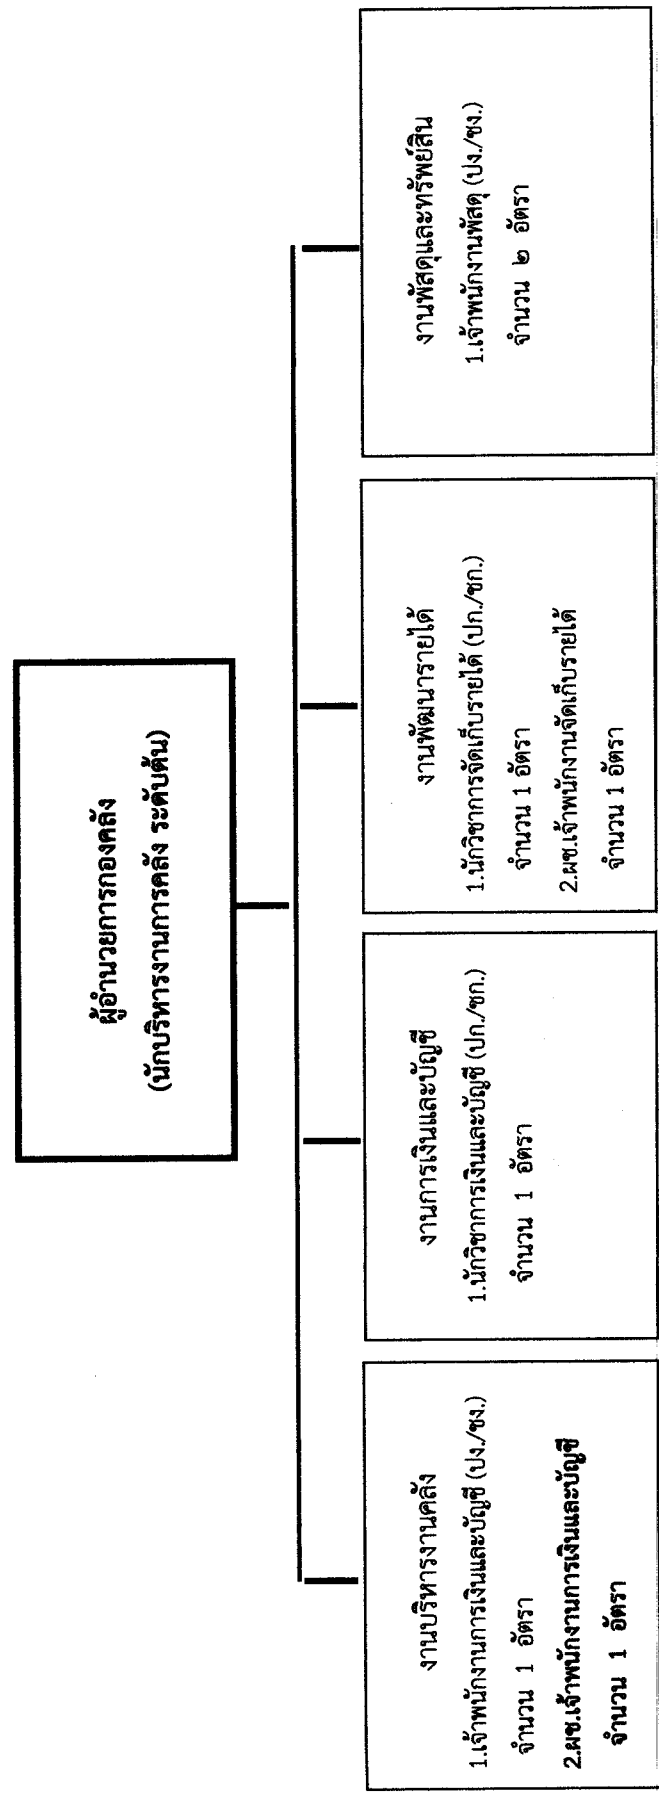 ผู้อำนวยการกองคลัง
(นักบริหารงานการคลัง ระดับต้น)
งานบริหารงานคลัง
1.เจ้าพนักงานการเงินและบัญชี (ปง./ชง.)
จำนวน 1 อัตรา
2.ผช.เจ้าพนักงานการเงินและบัญชี
จำนวน 1 อัตรา
งานการเงินและบัญชี
1.นักวิชาการเงินและบัญชี (ปก./ชก.)
จำนวน 1 อัตรา
งานพัฒนารายได้
1.นักวิชาการจัดเก็บรายได้ (ปก./ชก.)
จำนวน 1 อัตรา
2.ผช.เจ้าพนักงานจัดเก็บรายได้
จำนวน 1 อัตรา
งานพัสดุและทรัพย์สิน
1.เจ้าพนักงานพัสดุ (ปง./ชง.)
จำนวน ๒ อัตรา